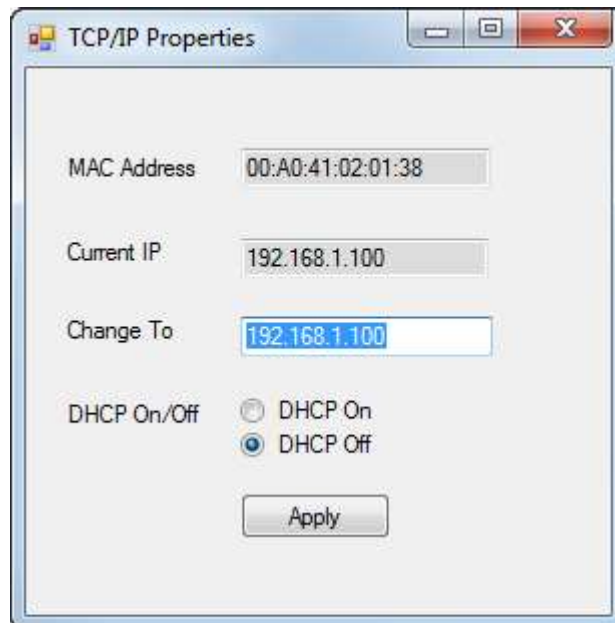 TCP/IP Properties
MAC Address 00:A0:41:02:01:38
Current IP 192.168.1.100
Change To 192.168.1.100
DHCP On/Off DHCP On
DHCP Off
Apply